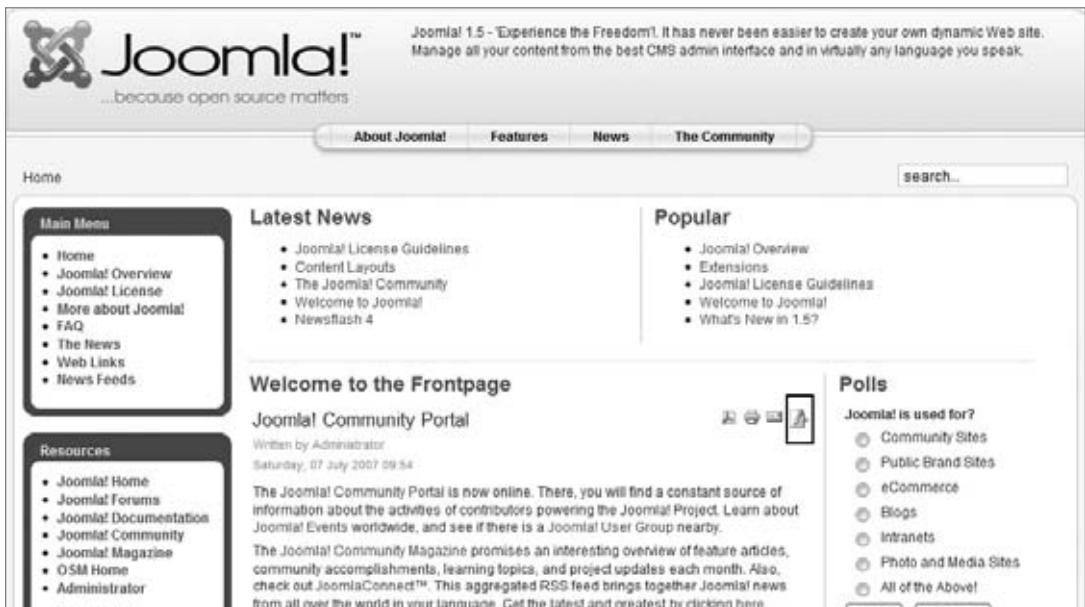 Joomla!™
...because open source matters
Joomla! 1.5 - 'Experience the Freedom'!. It has never been easier to create your own dynamic Web site.
Manage all your content from the best CMS admin interface and in virtually any language you speak.
About Joomla! Features News The Community
Home
search...
Main Menu
Home
Joomla! Overview
Joomla! License
More about Joomla!
FAQ
The News
Web Links
News Feeds
Resources
Joomla! Home
Joomla! Forums
Joomla! Documentation
Joomla! Community
Joomla! Magazine
OSM Home
Administrator
Latest News
Joomla! License Guidelines
Content Layouts
The Joomla! Community
Welcome to Joomla!
Newsflash 4
Popular
Joomla! Overview
Extensions
Joomla! License Guidelines
Welcome to Joomla!
What's New in 1.5?
Welcome to the Frontpage
Joomla! Community Portal
Written by Administrator
Saturday, 07 July 2007 09:54
The Joomla! Community Portal is now online. There, you will find a constant source of
information about the activities of contributors powering the Joomla! Project. Learn about
Joomla! Events worldwide, and see if there is a Joomla! User Group nearby.
The Joomla! Community Magazine promises an interesting overview of feature articles,
community accomplishments, learning topics, and project updates each month. Also,
check out JoomlaConnect™. This aggregated RSS feed brings together Joomla! news
from all over the world in your language. Get the latest and greatest by clicking here.
Polls
Joomla! is used for?
Community Sites
Public Brand Sites
eCommerce
Blogs
Intranets
Photo and Media Sites
All of the Above!